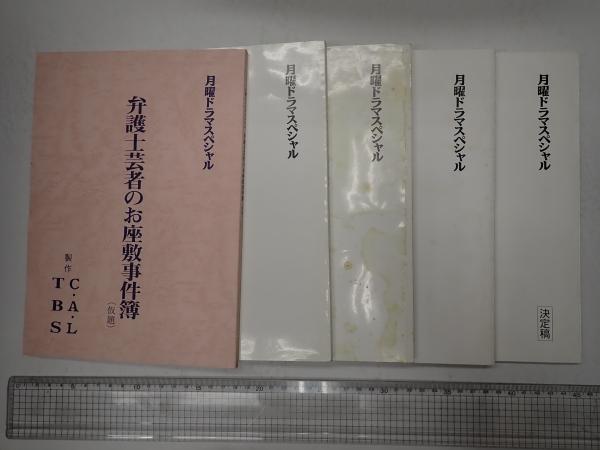 月曜ドラマスペシャル
弁護士芸者のお座敷事件簿
(仮題)
製作
C・A・L
TBS
月曜ドラマスペシャル
月曜ドラマスペシャル
月曜ドラマスペシャル
月曜ドラマスペシャル
決定稿